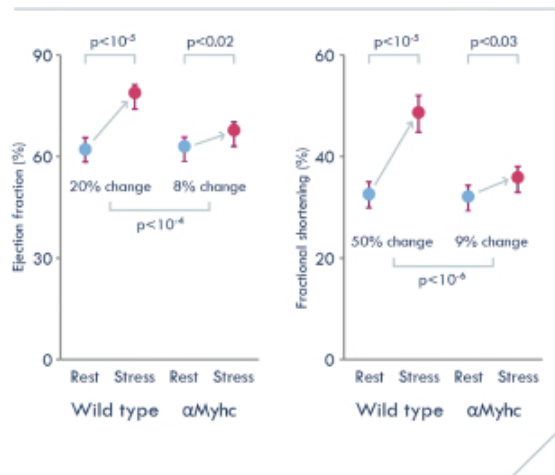 p<10⁻⁵
p<0.02
90
60
30
0
Ejection fraction (%)
20% change
8% change
p<10⁻⁴
Rest Stress Rest Stress
Wild type αMyhc
p<10⁻⁵
p<0.03
60
40
20
0
Fractional shortening (%)
50% change
9% change
p<10⁻⁶
Rest Stress Rest Stress
Wild type αMyhc